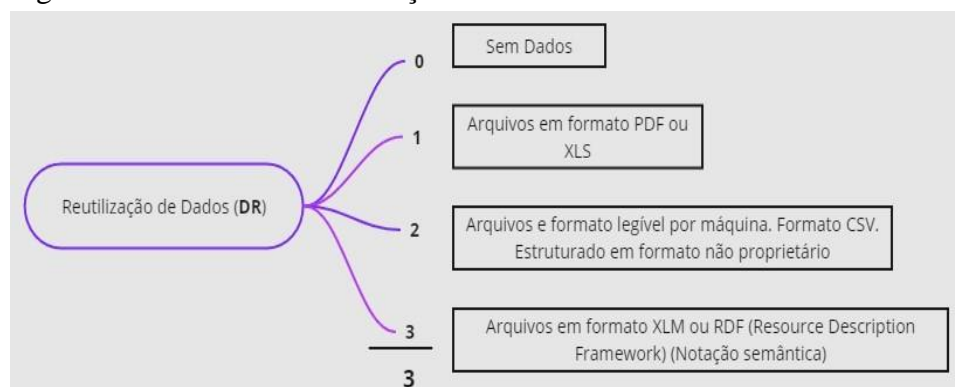 0
Sem Dados
1
Arquivos em formato PDF ou
XLS
Reutilização de Dados (DR)
2
Arquivos e formato legível por máquina. Formato CSV.
Estruturado em formato não proprietário
3
Arquivos em formato XLM ou RDF (Resource Description
Framework) (Notação semântica)
3